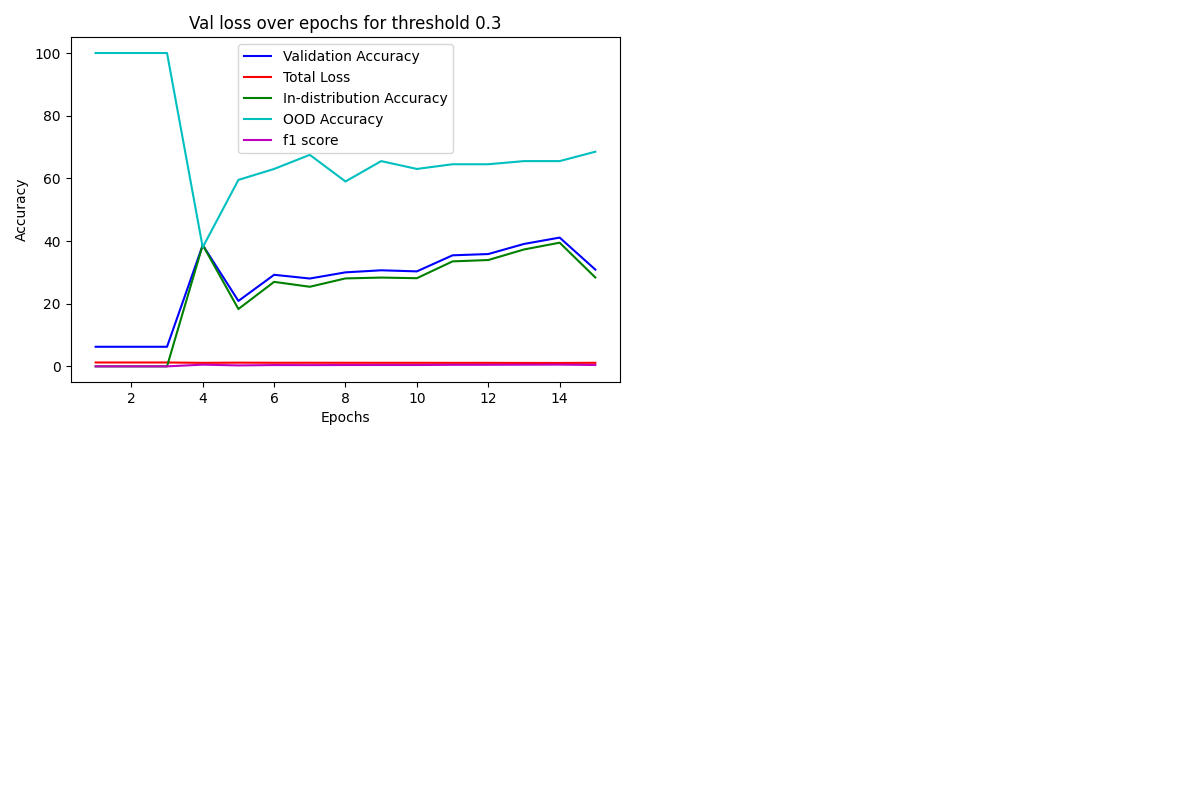 Val loss over epochs for threshold 0.3
Validation Accuracy
Total Loss
In-distribution Accuracy
OOD Accuracy
f1 score
100
80
60
40
20
0
Accuracy
2 4 6 8 10 12 14
Epochs